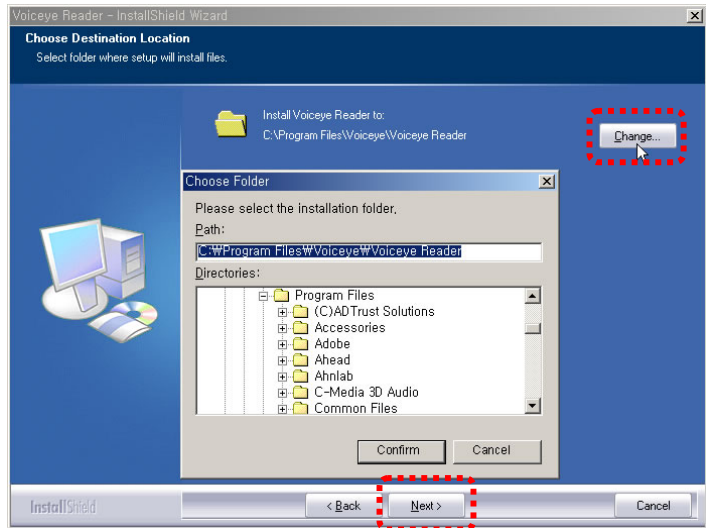 Voiceye Reader - InstallShield Wizard
Choose Destination Location
Select folder where setup will install files.
Install Voiceye Reader to:
C:\Program Files\Voiceye\Voiceye Reader
Change...
Choose Folder
Please select the installation folder.
Path:
C:₩Program Files₩Voiceye₩Voiceye Reader
Directories:
Program Files
(C)ADTrust Solutions
Accessories
Adobe
Ahead
Ahnlab
C-Media 3D Audio
Common Files
Confirm Cancel
InstallShield
< Back Next > Cancel